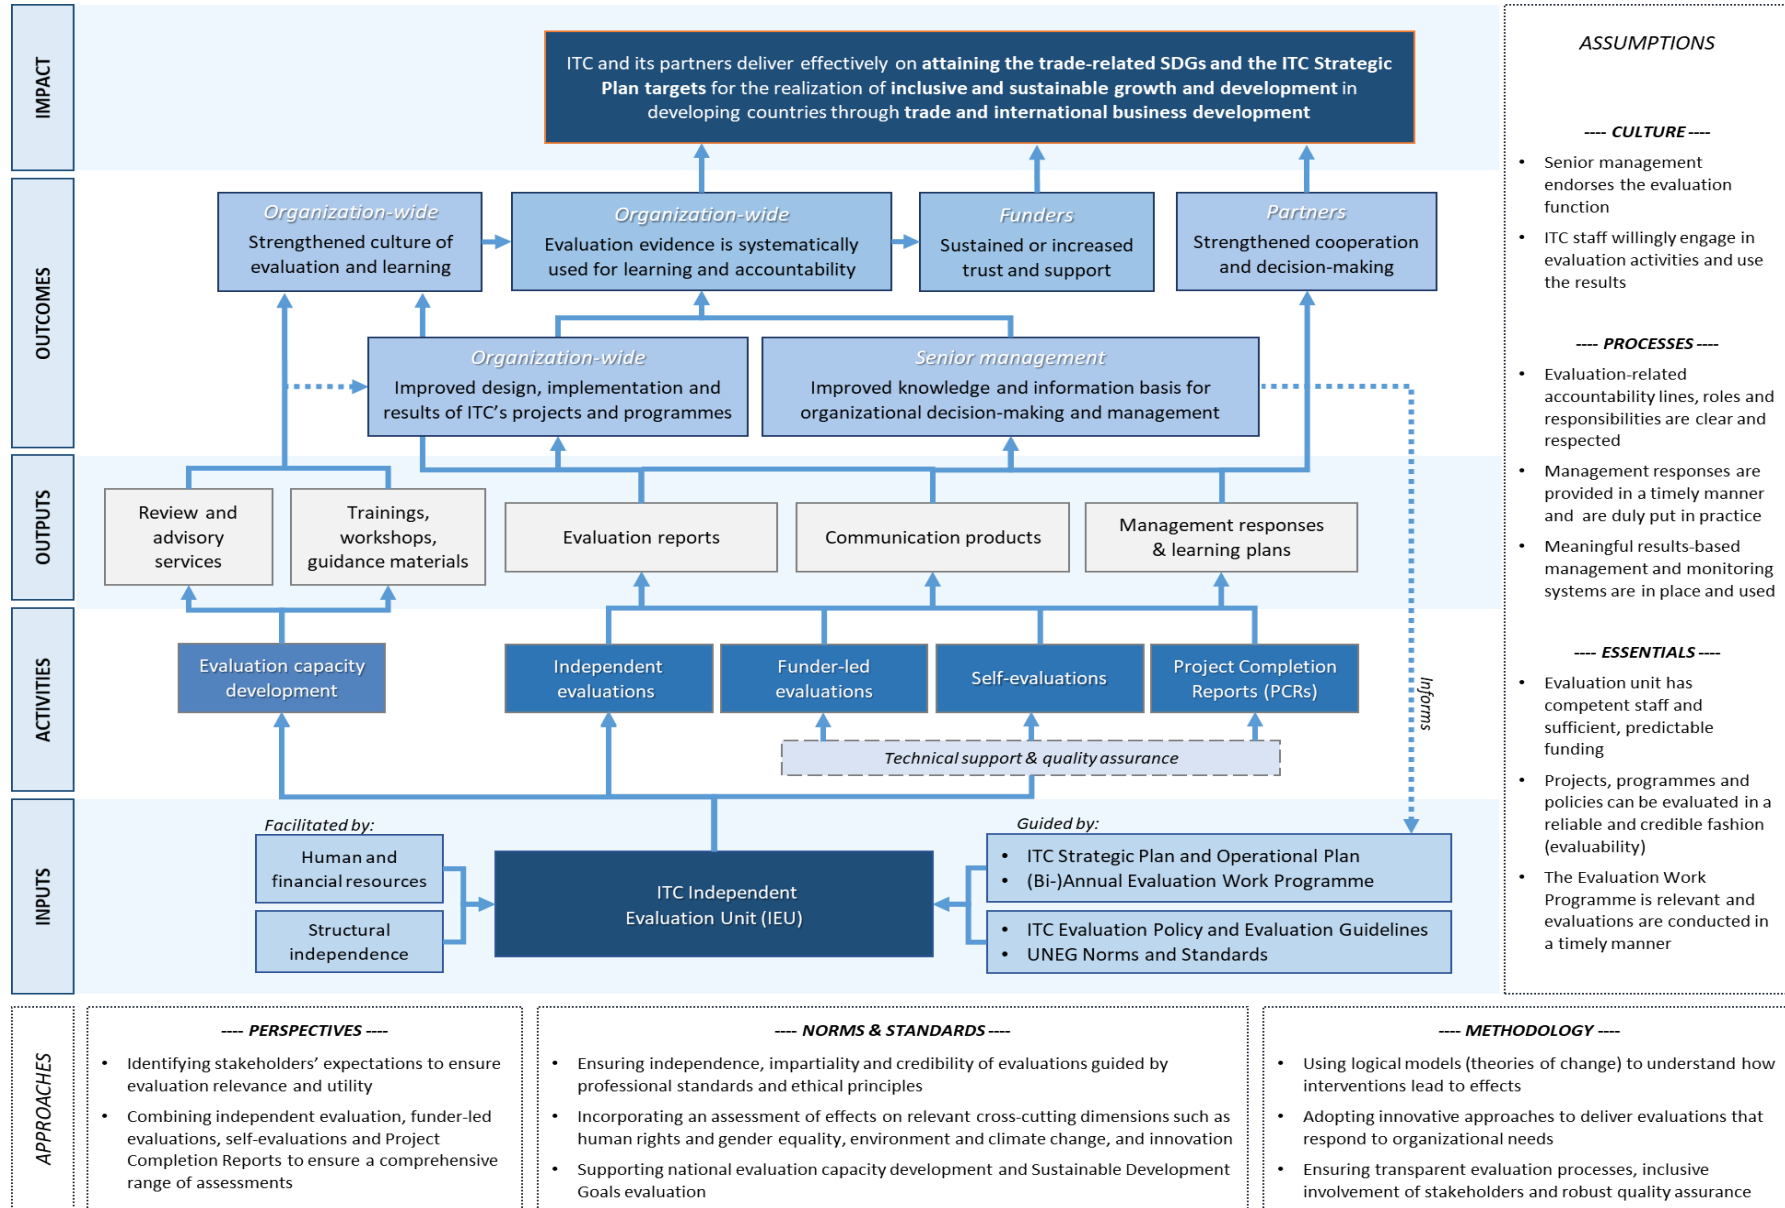 IMPACT
ITC and its partners deliver effectively on attaining the trade-related SDGs and the ITC Strategic
Plan targets for the realization of inclusive and sustainable growth and development in
developing countries through trade and international business development
OUTCOMES
Organization-wide
Strengthened culture of
evaluation and learning
Organization-wide
Evaluation evidence is systematically
used for learning and accountability
Funders
Sustained or increased
trust and support
Partners
Strengthened cooperation
and decision-making
Organization-wide
Improved design, implementation and
results of ITC's projects and programmes
Senior management
Improved knowledge and information basis for
organizational decision-making and management
OUTPUTS
Review and
advisory
services
Trainings,
workshops,
guidance materials
Evaluation reports
Communication products
Management responses
& learning plans
ACTIVITIES
Evaluation capacity
development
Independent
evaluations
Funder-led
evaluations
Self-evaluations
Project Completion
Reports (PCRs)
Technical support & quality assurance
Informs
INPUTS
Facilitated by:
Human and
financial resources
Structural
independence
ITC Independent
Evaluation Unit (IEU)
Guided by:
• ITC Strategic Plan and Operational Plan
• (Bi-)Annual Evaluation Work Programme
• ITC Evaluation Policy and Evaluation Guidelines
• UNEG Norms and Standards
ASSUMPTIONS
---- CULTURE ----
• Senior management
endorses the evaluation
function
• ITC staff willingly engage in
evaluation activities and use
the results
---- PROCESSES ----
• Evaluation-related
accountability lines, roles and
responsibilities are clear and
respected
• Management responses are
provided in a timely manner
and are duly put in practice
• Meaningful results-based
management and monitoring
systems are in place and used
---- ESSENTIALS ----
• Evaluation unit has
competent staff and
sufficient, predictable
funding
• Projects, programmes and
policies can be evaluated in a
reliable and credible fashion
(evaluability)
• The Evaluation Work
Programme is relevant and
evaluations are conducted in
a timely manner
APPROACHES
---- PERSPECTIVES ----
• Identifying stakeholders' expectations to ensure
evaluation relevance and utility
• Combining independent evaluation, funder-led
evaluations, self-evaluations and Project
Completion Reports to ensure a comprehensive
range of assessments
---- NORMS & STANDARDS ----
• Ensuring independence, impartiality and credibility of evaluations guided by
professional standards and ethical principles
• Incorporating an assessment of effects on relevant cross-cutting dimensions such as
human rights and gender equality, environment and climate change, and innovation
• Supporting national evaluation capacity development and Sustainable Development
Goals evaluation
---- METHODOLOGY ----
• Using logical models (theories of change) to understand how
interventions lead to effects
• Adopting innovative approaches to deliver evaluations that
respond to organizational needs
• Ensuring transparent evaluation processes, inclusive
involvement of stakeholders and robust quality assurance